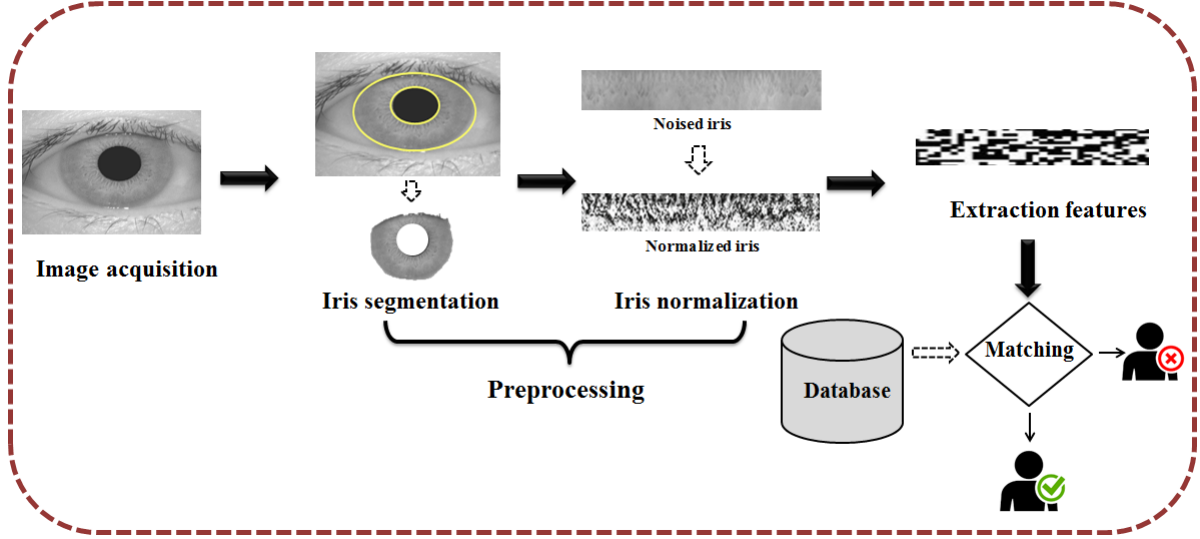 Image acquisition
Iris segmentation
Noised iris
Normalized iris
Iris normalization
Preprocessing
Extraction features
Database
Matching